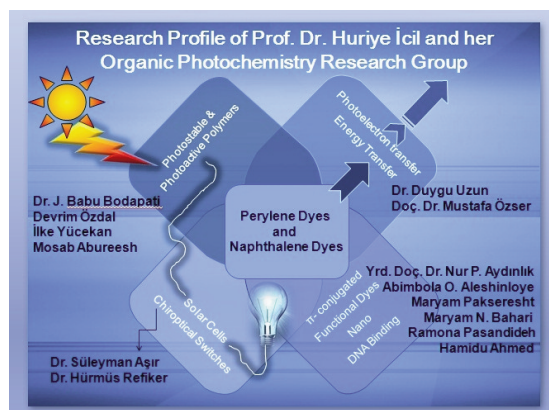 Research Profile of Prof. Dr. Huriye İcil and her
Organic Photochemistry Research Group
Photostable &
Photoactive Polymers
Photoelectron transfer
Energy Transfer
Dr. J. Babu Bodapati
Devrim Özdal
İlke Yücekan
Mosab Abureesh
Dr. Duygu Uzun
Doç. Dr. Mustafa Özser
Perylene Dyes
and
Naphthalene Dyes
Solar Cells
Chiroptical Switches
π- conjugated
Functional Dyes
Nano
DNA Binding
Yrd. Doç. Dr. Nur P. Aydınlık
Abimbola O. Aleshinloye
Maryam Pakseresht
Maryam N. Bahari
Ramona Pasandideh
Hamidu Ahmed
Dr. Süleyman Aşır
Dr. Hürmüs Refiker